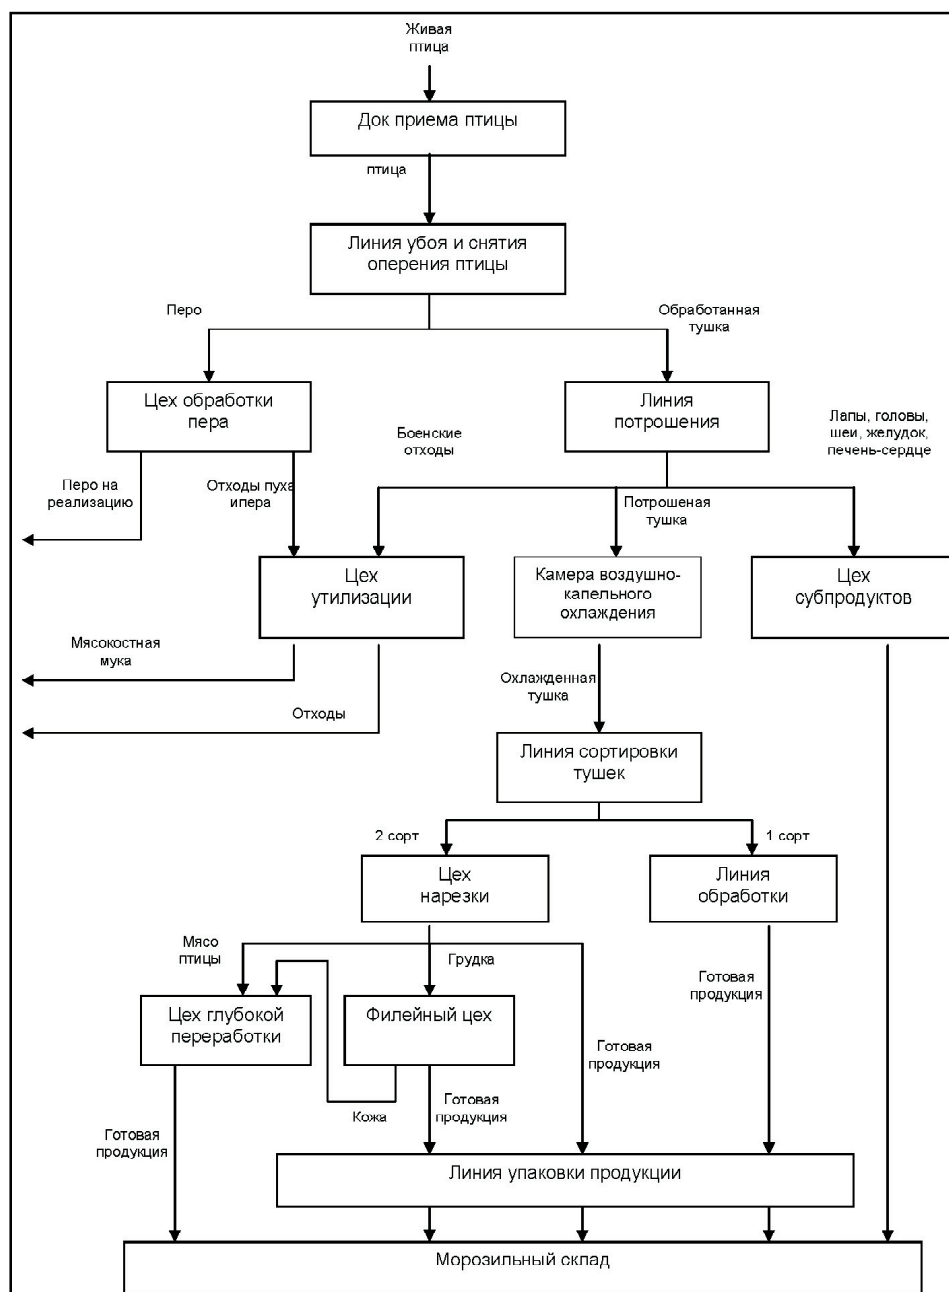 Живая
птица
Док приема птицы
птица
Линия убоя и снятия
оперения птицы
Перо
Обработанная
тушка
Цех обработки
пера
Линия
потрошения
Лапы, головы,
шеи, желудок,
печень-сердце
Боенские
отходы
Перо на
реализацию
Отходы пуха
ипера
Потрошеная
тушка
Цех
утилизации
Камера воздушно-
капельного
охлаждения
Цех
субпродуктов
Мясокостная
мука
Охлажденная
тушка
Отходы
Линия сортировки
тушек
2 сорт
1 сорт
Цех
нарезки
Линия
обработки
Мясо
птицы
Грудка
Готовая
продукция
Цех глубокой
переработки
Филейный цех
Готовая
продукция
Кожа
Готовая
продукция
Готовая
продукция
Линия упаковки продукции
Морозильный склад